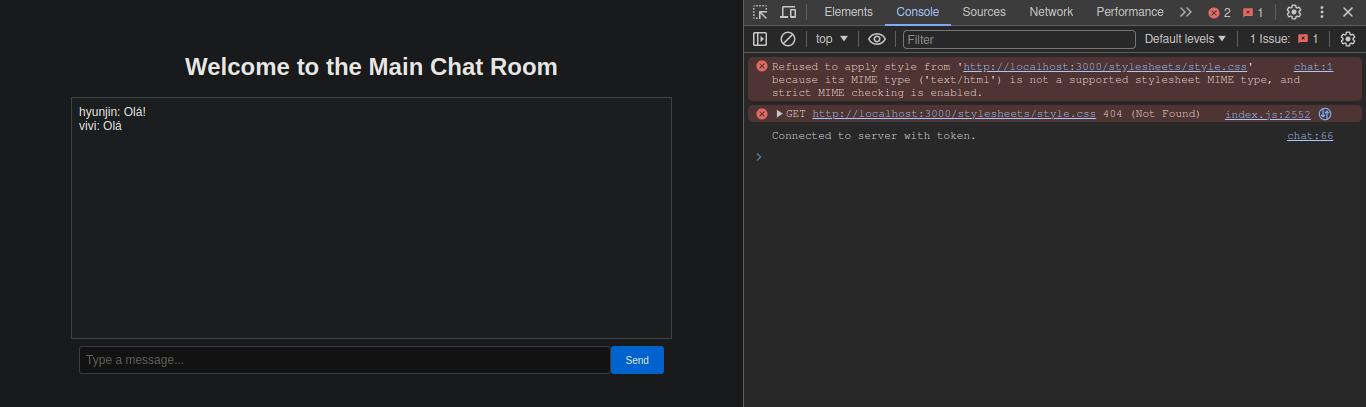 Welcome to the Main Chat Room
hyunjin: Olá!
vivi: Olá
Type a message...
Send
Elements Console Sources Network Performance 2 1
top Filter Default levels 1 Issue: 1
Refused to apply style from 'http://localhost:3000/stylesheets/style.css' chat:1
because its MIME type ('text/html') is not a supported stylesheet MIME type, and
strict MIME checking is enabled.
GET http://localhost:3000/stylesheets/style.css 404 (Not Found) index.js:2552
Connected to server with token. chat:66